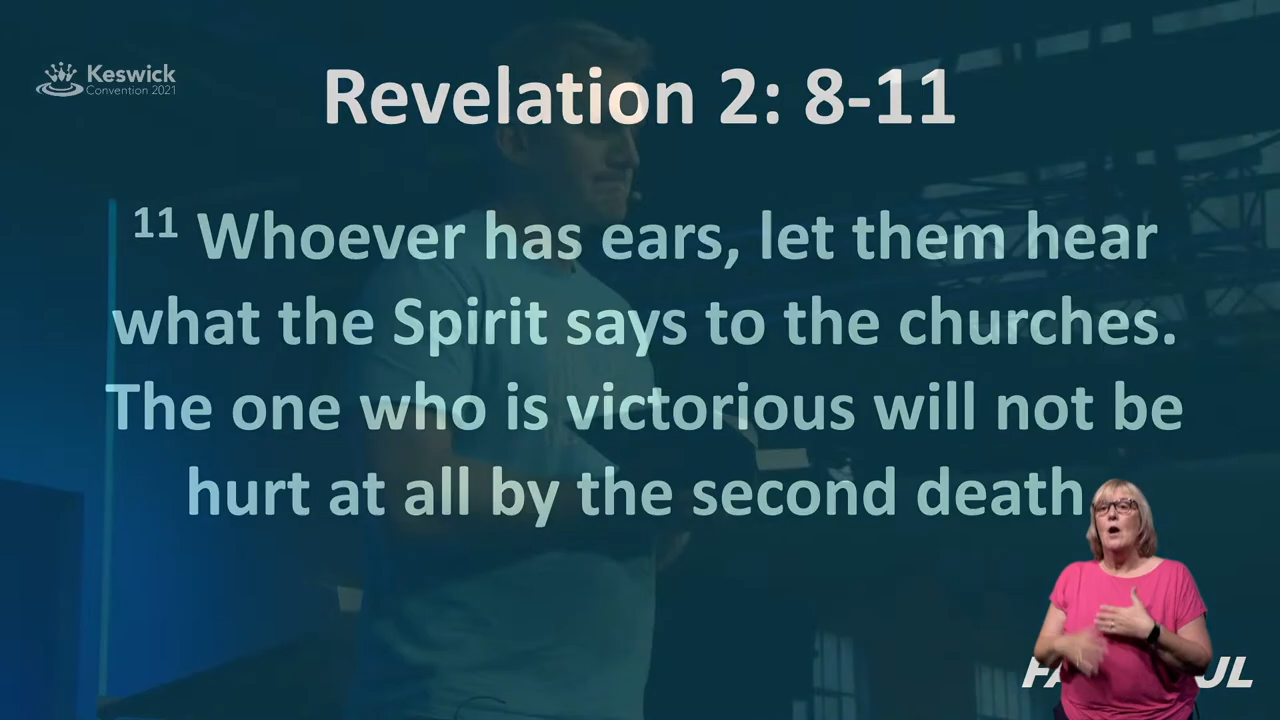 Keswick
Convention 2021
Revelation 2: 8-11
11 Whoever has ears, let them hear
what the Spirit says to the churches.
The one who is victorious will not be
hurt at all by the second death